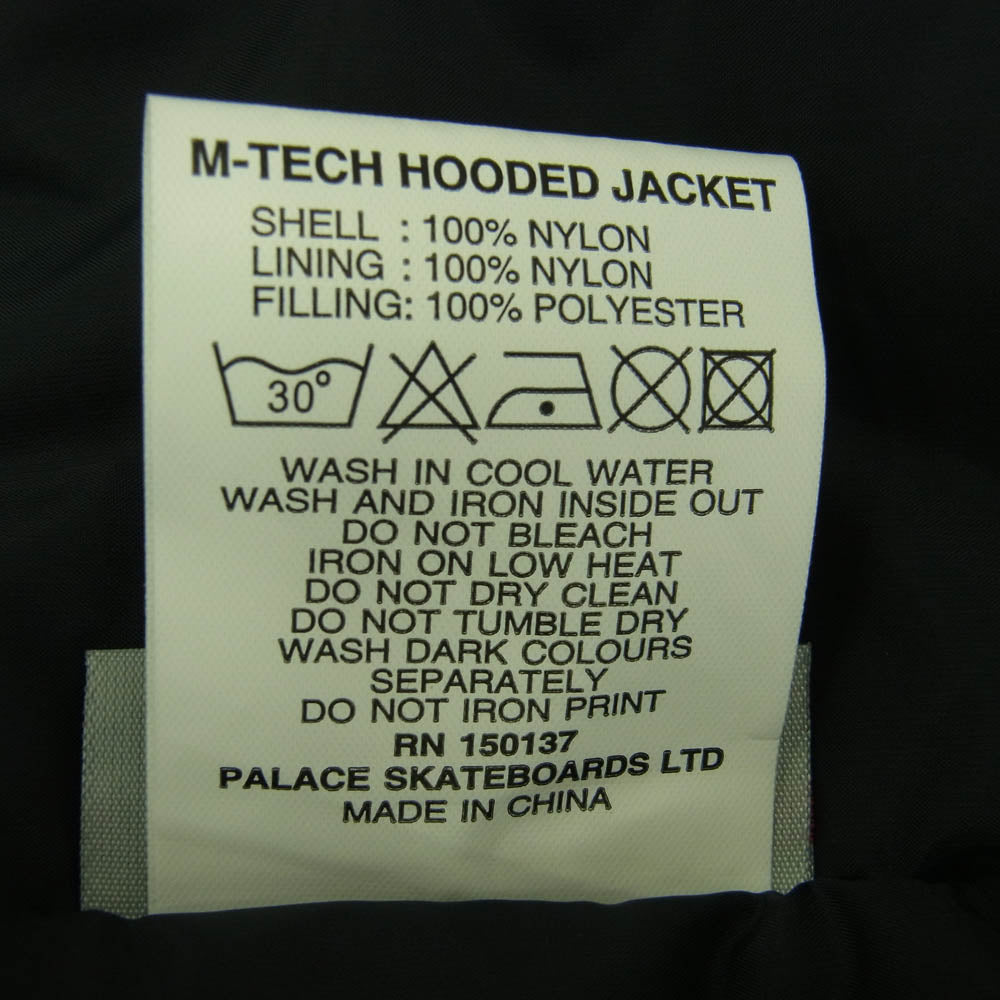 M-TECH HOODED JACKET
SHELL : 100% NYLON
LINING : 100% NYLON
FILLING: 100% POLYESTER
30°
WASH IN COOL WATER
WASH AND IRON INSIDE OUT
DO NOT BLEACH
IRON ON LOW HEAT
DO NOT DRY CLEAN
DO NOT TUMBLE DRY
WASH DARK COLOURS
SEPARATELY
DO NOT IRON PRINT
RN 150137
PALACE SKATEBOARDS LTD
MADE IN CHINA